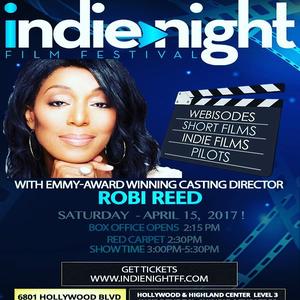 indie night
FILM FESTIVAL
WEBISODES
SHORT FILMS
INDIE FILMS
PILOTS
WITH EMMY-AWARD WINNING CASTING DIRECTOR
ROBI REED
SATURDAY - APRIL 15, 2017 !
BOX OFFICE OPENS 2:15 PM
RED CARPET 2:30PM
SHOWTIME 3:00PM-5:30PM
GET TICKETS
WWW.INDIENIGHTFF.COM
6801 HOLLYWOOD BLVD
HOLLYWOOD & HIGHLAND CENTER LEVEL 3